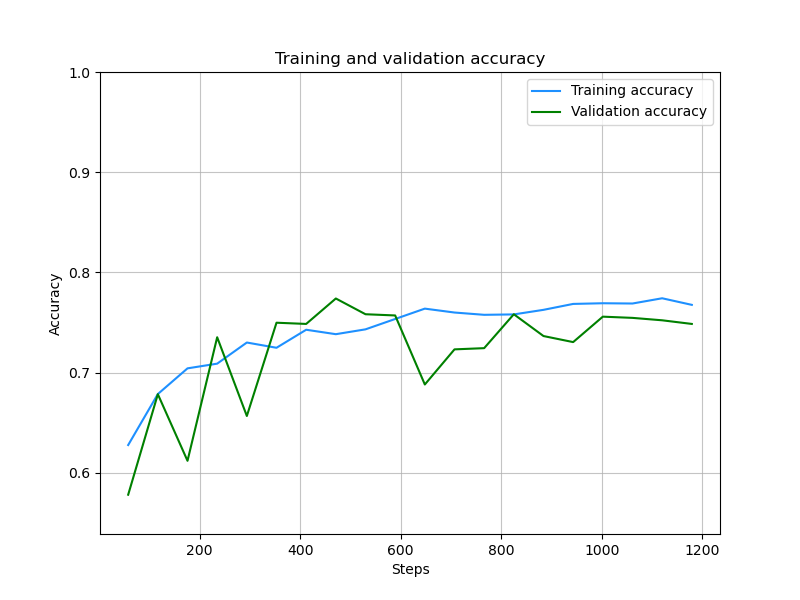 Training and validation accuracy
1.0
Training accuracy
Validation accuracy
0.9
0.8
Accuracy
0.7
0.6
200 400 600 800 1000 1200
Steps